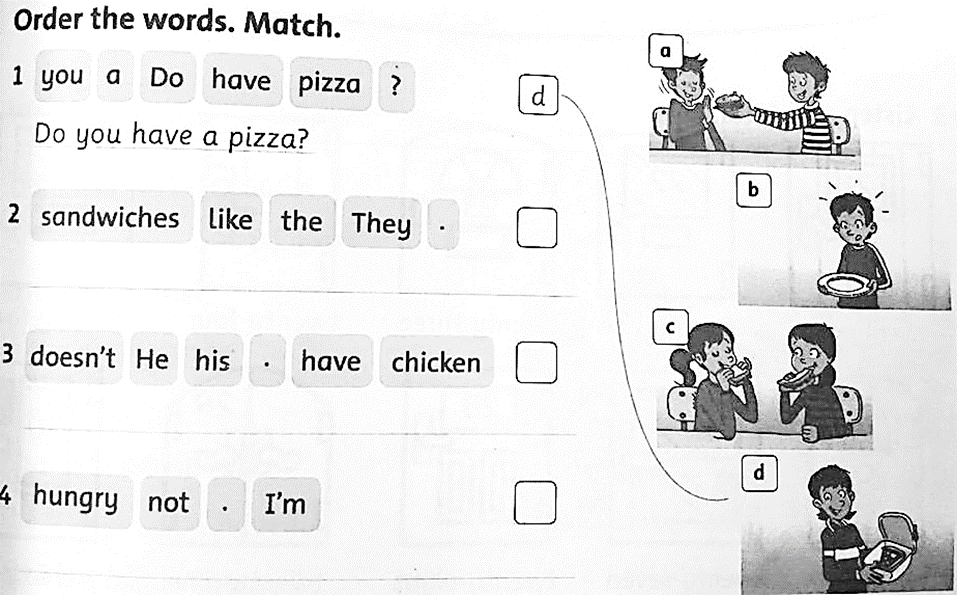 Order the words. Match.
1 you a Do have pizza ? d
Do you have a pizza?
2 sandwiches like the They .
3 doesn't He his . have chicken
4 hungry not . I'm
a
b
c
d